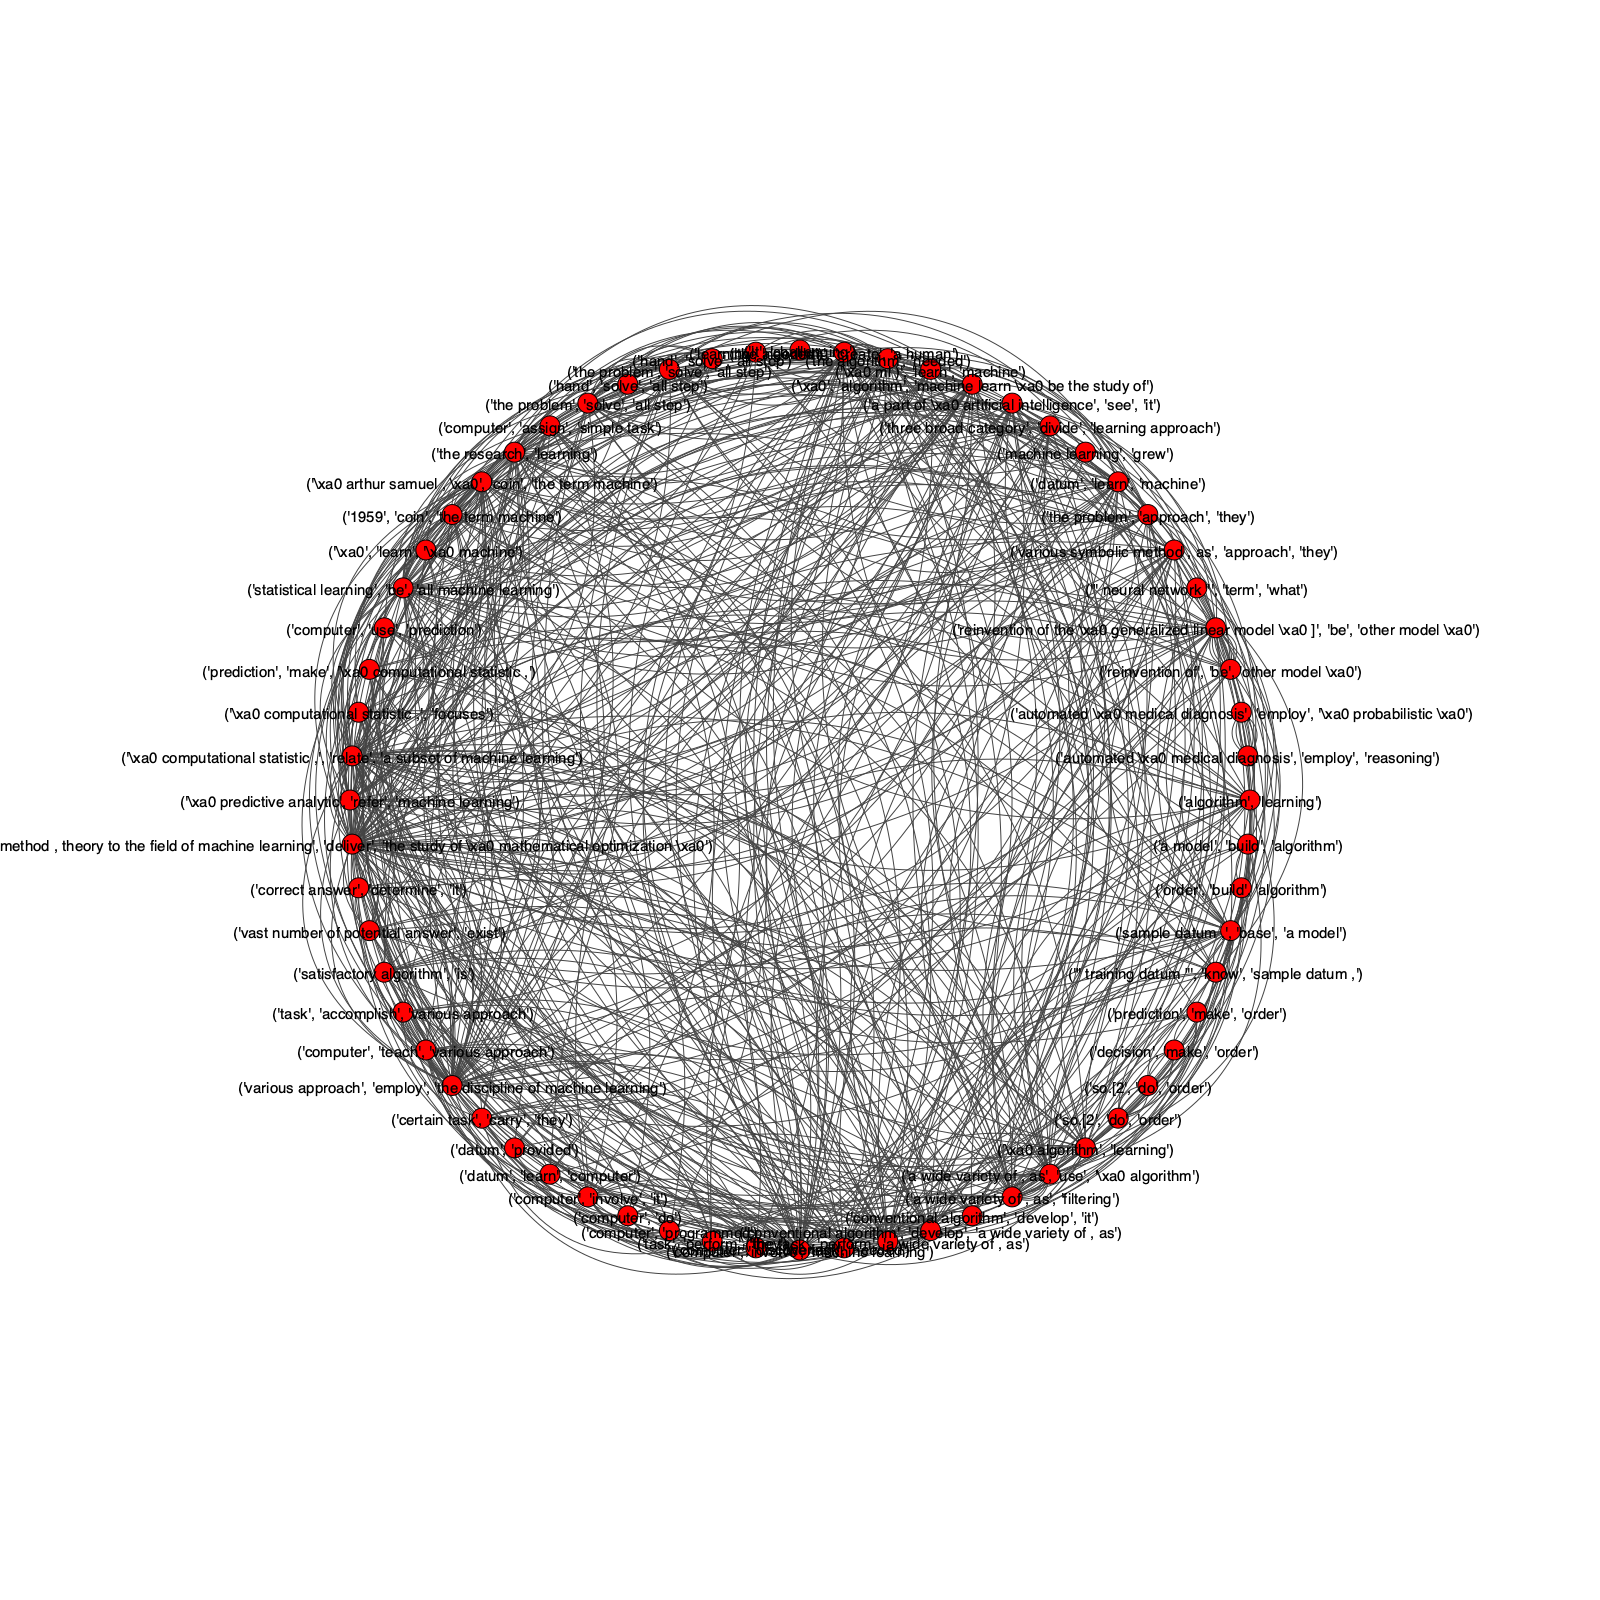 ('hand', 'solve', 'all step')
'create', 'a human')
('the algorithm', 'needed')
('the problem', 'solve', 'all step')
('\xa0 ml )', 'learn', 'machine')
('hand', 'solve', 'all step')
('\xa0', 'algorithm', 'machine learn \xa0 be the study of')
('the problem', 'solve', 'all step')
('a part of \xa0 artificial intelligence', 'see', 'it')
('computer', 'assign', 'simple task')
('three broad category', 'divide', 'learning approach')
('the research', 'learning')
('machine learning', 'grew')
('\xa0 arthur samuel , \xa0', 'coin', 'the term machine')
('datum', 'learn', 'machine')
('1959', 'coin', 'the term machine')
('the problem', 'approach', 'they')
('\xa0', 'learn', '\xa0 machine')
('various symbolic method , as', 'approach', 'they')
('statistical learning', 'be', 'all machine learning')
('" neural network "', 'term', 'what')
('computer', 'use', 'prediction')
('reinvention of the \xa0 generalized linear model \xa0 ]', 'be', 'other model \xa0')
('prediction', 'make', '\xa0 computational statistic ,')
('reinvention of', 'be', 'other model \xa0')
('\xa0 computational statistic ,', 'focuses')
('automated \xa0 medical diagnosis', 'employ', '\xa0 probabilistic \xa0')
('\xa0 computational statistic ,', 'relate', 'a subset of machine learning')
('automated \xa0 medical diagnosis', 'employ', 'reasoning')
('\xa0 predictive analytic', 'refer', 'machine learning')
('algorithm', 'learning')
method , theory to the field of machine learning', 'deliver', 'the study of \xa0 mathematical optimization \xa0')
('a model', 'build', 'algorithm')
('correct answer', 'determine', 'it')
('order', 'build', 'algorithm')
('vast number of potential answer', 'exist')
('sample datum ,', 'base', 'a model')
('satisfactory algorithm', 'is')
('" training datum "', 'know', 'sample datum ,')
('task', 'accomplish', 'various approach')
('prediction', 'make', 'order')
('computer', 'teach', 'various approach')
('decision', 'make', 'order')
('various approach', 'employ', 'the discipline of machine learning')
('so.[2', 'do', 'order')
('certain task', 'carry', 'they')
('so.[2', 'do', 'order')
('datum', 'provided')
('\xa0 algorithm', 'learning')
('datum', 'learn', 'computer')
('a wide variety of , as', 'use', '\xa0 algorithm')
('computer', 'involve', 'it')
('a wide variety of , as', 'filtering')
('computer', 'do')
('conventional algorithm', 'develop', 'it')
('computer', 'programmed
('conventional algorithm', 'develop', 'a wide variety of , as')
('task', 'perform',
'perform', 'a wide variety of , as')
('computer',
learning')